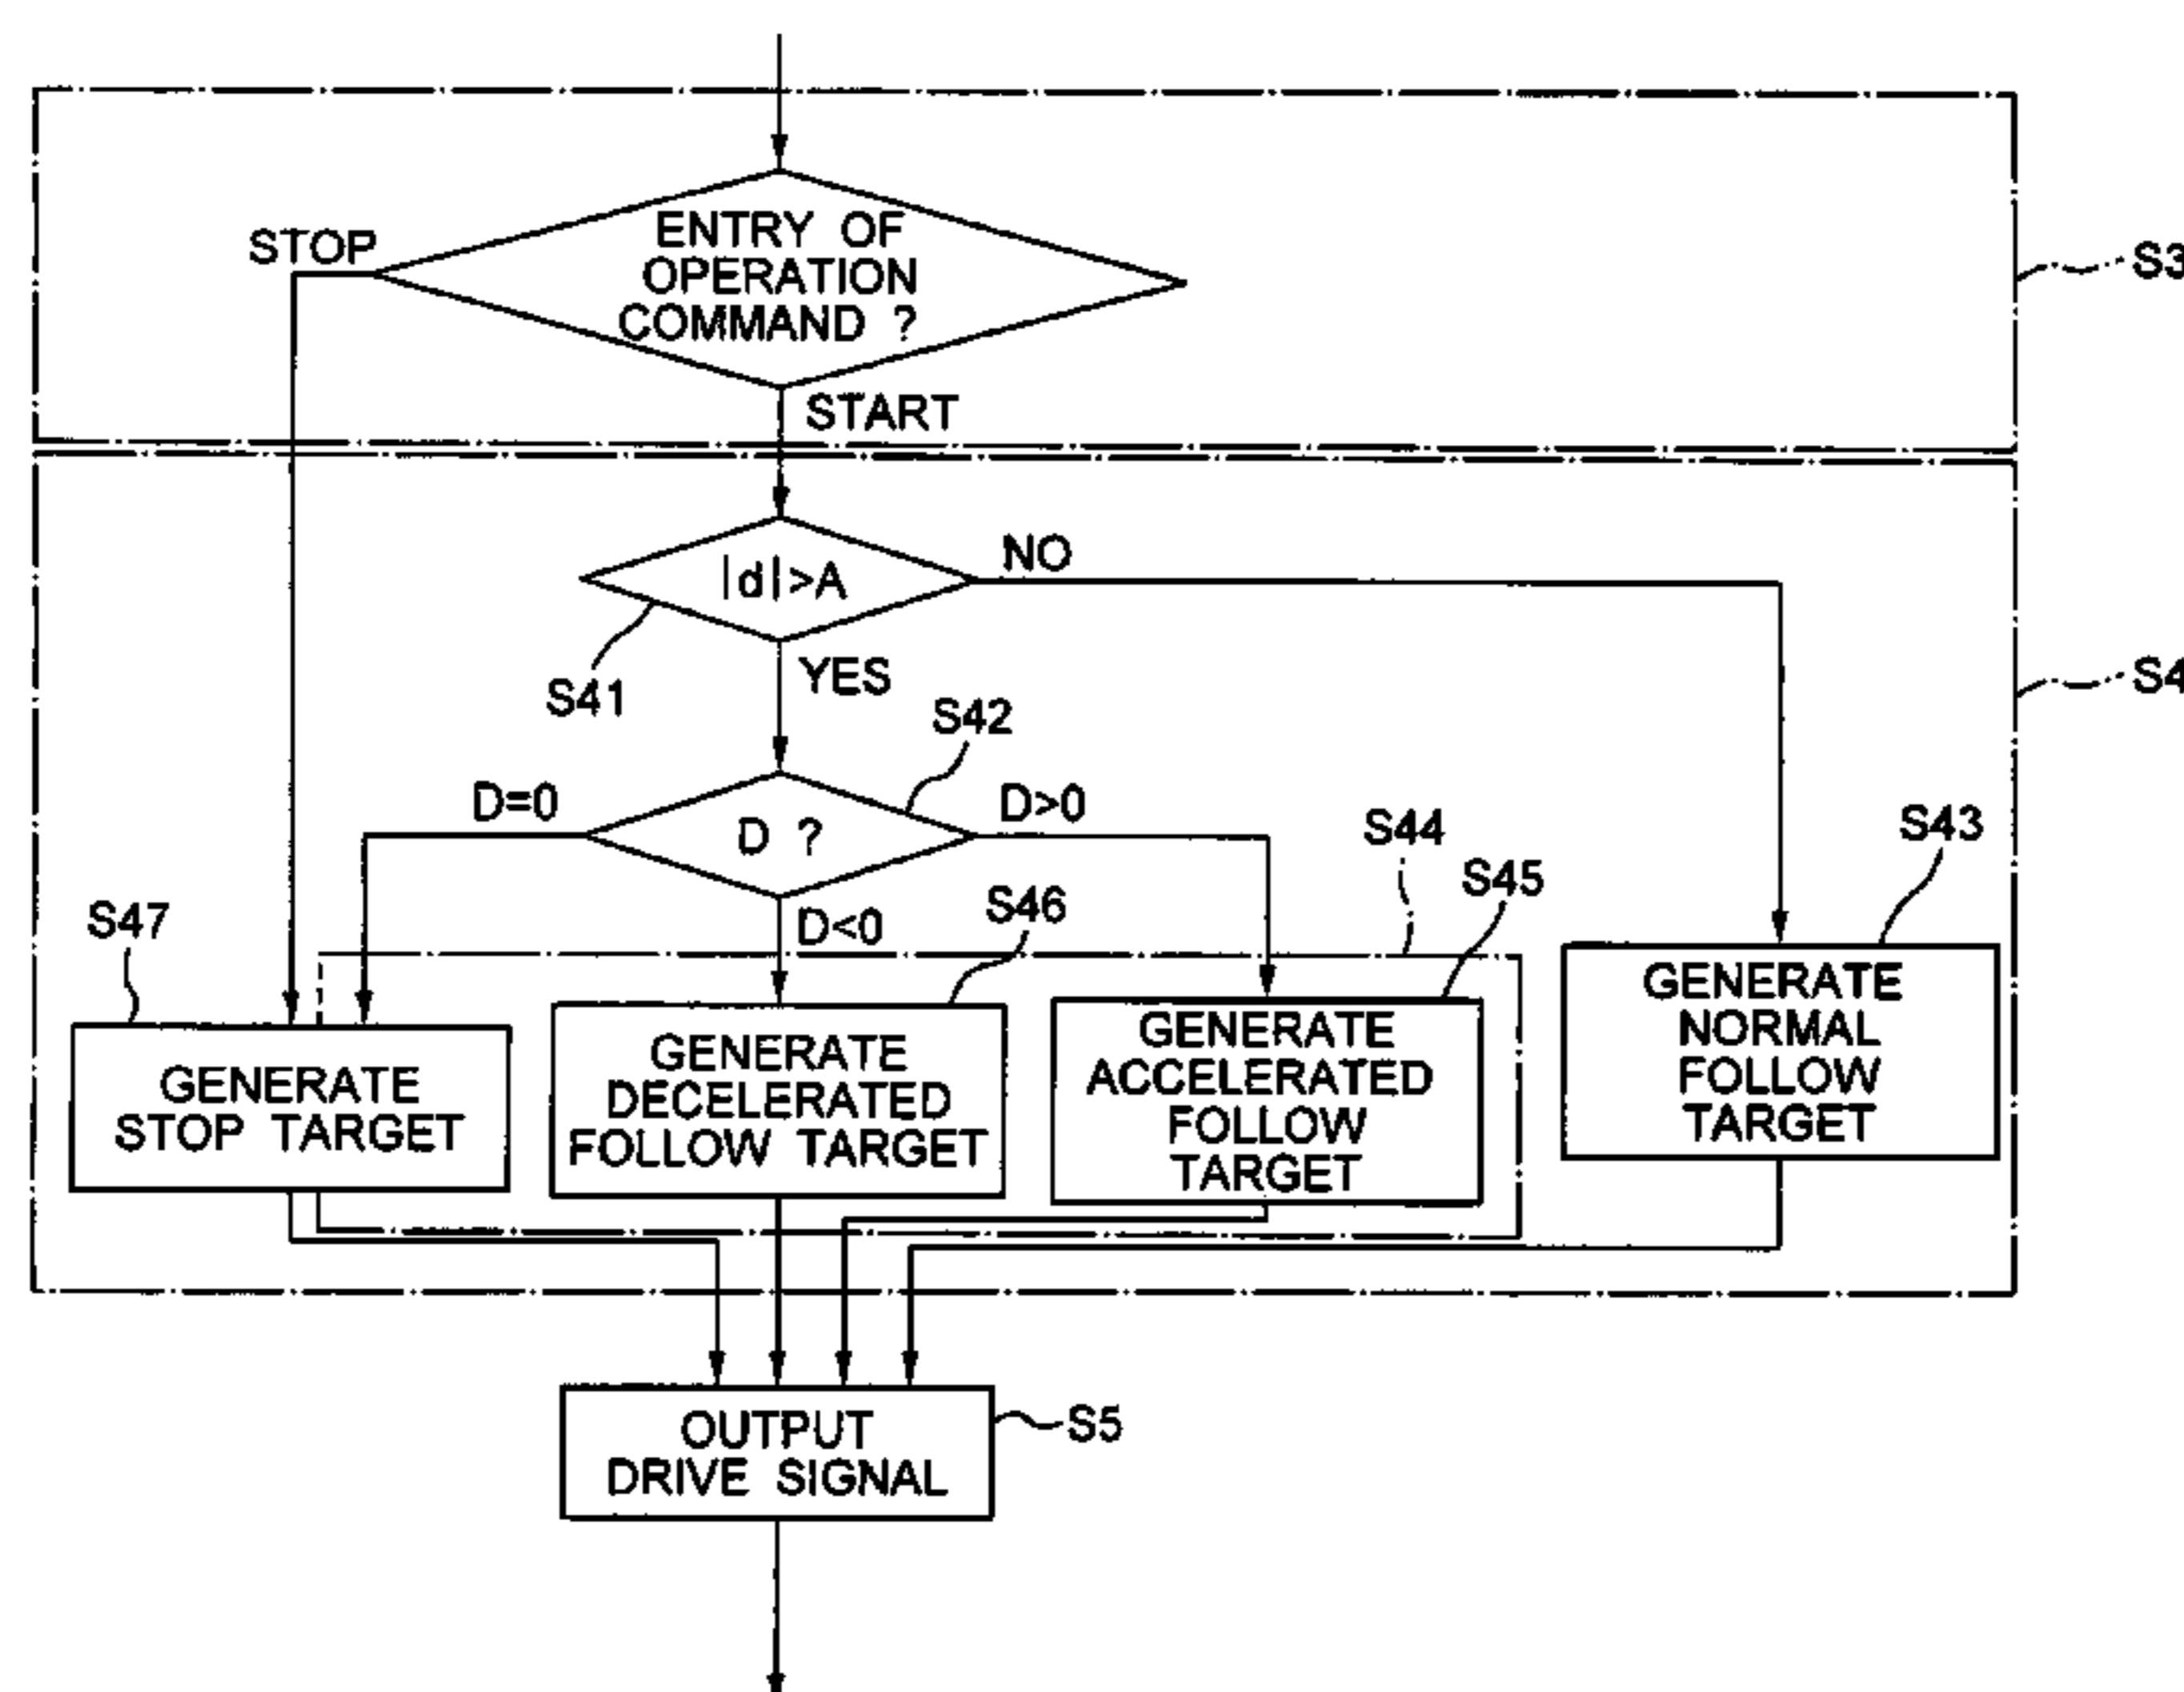 STOP
ENTRY OF
OPERATION
COMMAND ?
S3
START
|d|>A
NO
S41
YES
S4
S42
D=0
D ?
D>0
S44
S43
S45
S46
S47
D<0
GENERATE
STOP TARGET
GENERATE
DECELERATED
FOLLOW TARGET
GENERATE
ACCELERATED
FOLLOW
TARGET
GENERATE
NORMAL
FOLLOW
TARGET
OUTPUT
DRIVE SIGNAL
S5